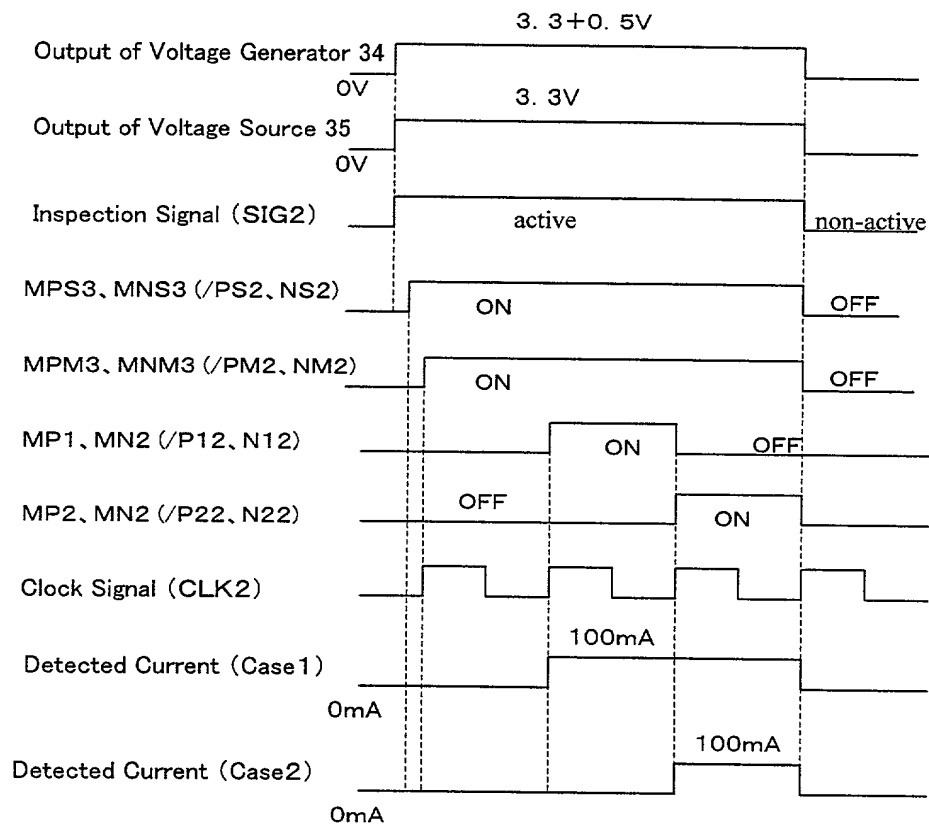 3. 3+0. 5V
Output of Voltage Generator 34
0V
3. 3V
Output of Voltage Source 35
0V
Inspection Signal (SIG2)
active
non-active
MPS3、MNS3 (/PS2、NS2)
ON
OFF
MPM3、MNM3 (/PM2、NM2)
ON
OFF
MP1、MN2 (/P12、N12)
ON
OFF
MP2、MN2 (/P22、N22)
OFF
ON
Clock Signal (CLK2)
100mA
Detected Current (Case1)
0mA
100mA
Detected Current (Case2)
0mA